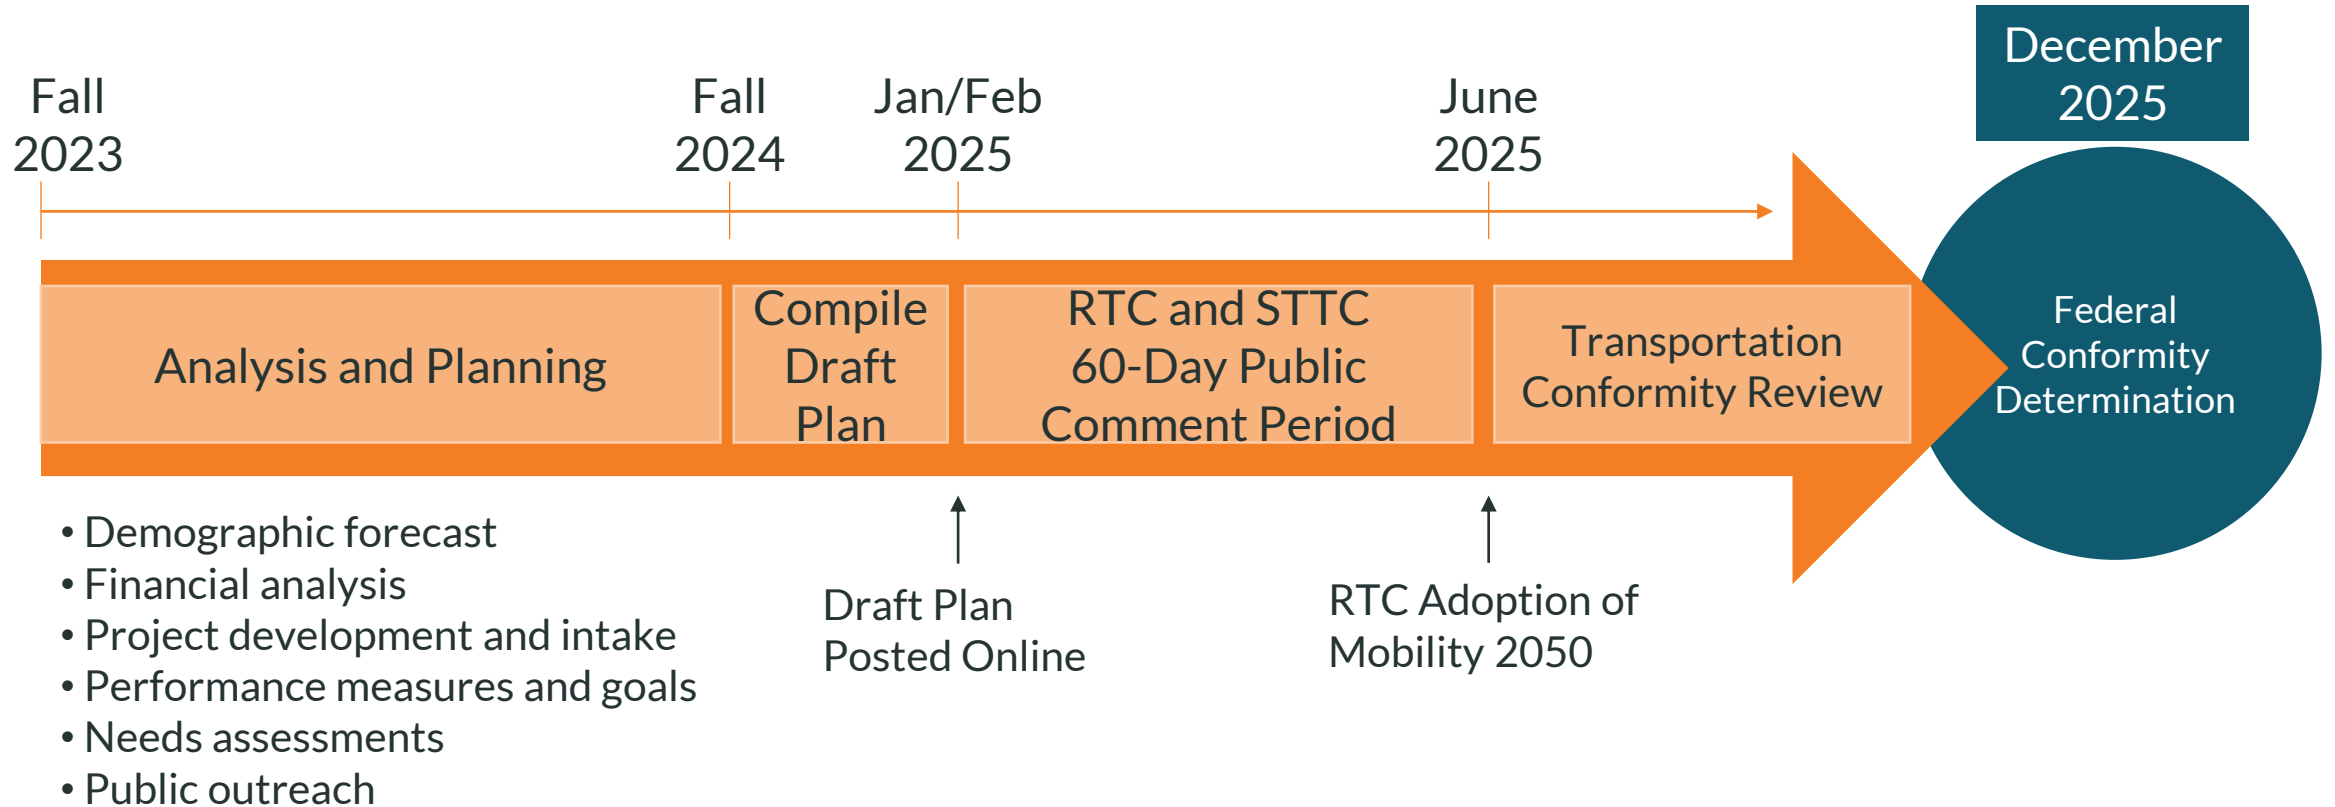 Fall
2023
Fall
2024
Jan/Feb
2025
June
2025
December
2025
Analysis and Planning
Compile
Draft
Plan
RTC and STTC
60-Day Public
Comment Period
Transportation
Conformity Review
Federal
Conformity
Determination
• Demographic forecast
• Financial analysis
• Project development and intake
• Performance measures and goals
• Needs assessments
• Public outreach
Draft Plan
Posted Online
RTC Adoption of
Mobility 2050